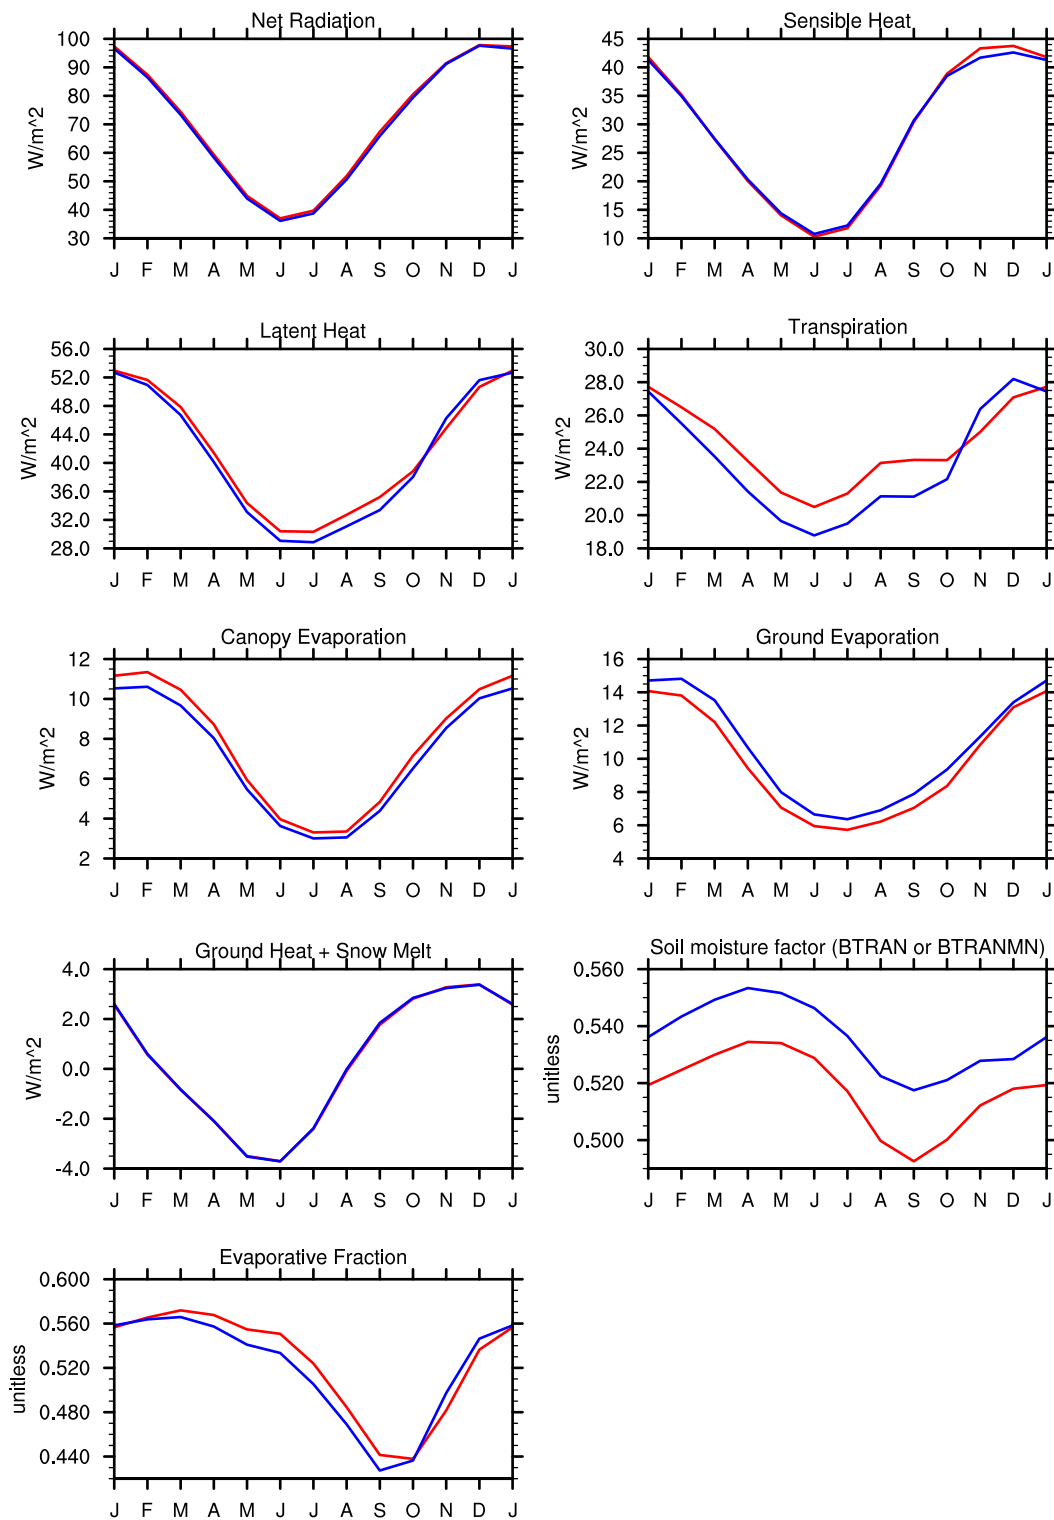 Net Radiation
100
90
80
70
60
50
40
30
W/m^2
J F M A M J J A S O N D J
Sensible Heat
45
40
35
30
25
20
15
10
W/m^2
J F M A M J J A S O N D J
Latent Heat
56.0
52.0
48.0
44.0
40.0
36.0
32.0
28.0
W/m^2
J F M A M J J A S O N D J
Transpiration
30.0
28.0
26.0
24.0
22.0
20.0
18.0
W/m^2
J F M A M J J A S O N D J
Canopy Evaporation
12
10
8
6
4
2
W/m^2
J F M A M J J A S O N D J
Ground Evaporation
16
14
12
10
8
6
4
W/m^2
J F M A M J J A S O N D J
Ground Heat + Snow Melt
4.0
2.0
0.0
-2.0
-4.0
W/m^2
J F M A M J J A S O N D J
Soil moisture factor (BTRAN or BTRANMN)
0.560
0.540
0.520
0.500
unitless
J F M A M J J A S O N D J
Evaporative Fraction
0.600
0.560
0.520
0.480
0.440
unitless
J F M A M J J A S O N D J